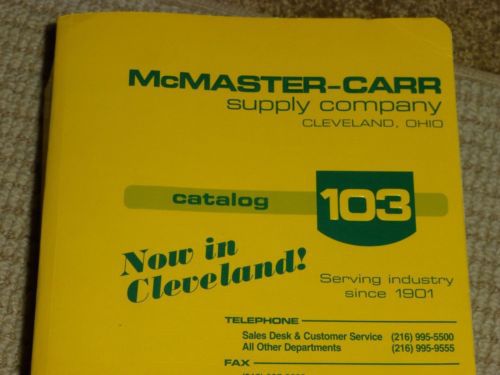 McMASTER-CARR
supply company
CLEVELAND, OHIO
catalog 103
Now in
Cleveland!
Serving industry
since 1901
TELEPHONE
Sales Desk & Customer Service (216) 995-5500
All Other Departments (216) 995-9555
FAX